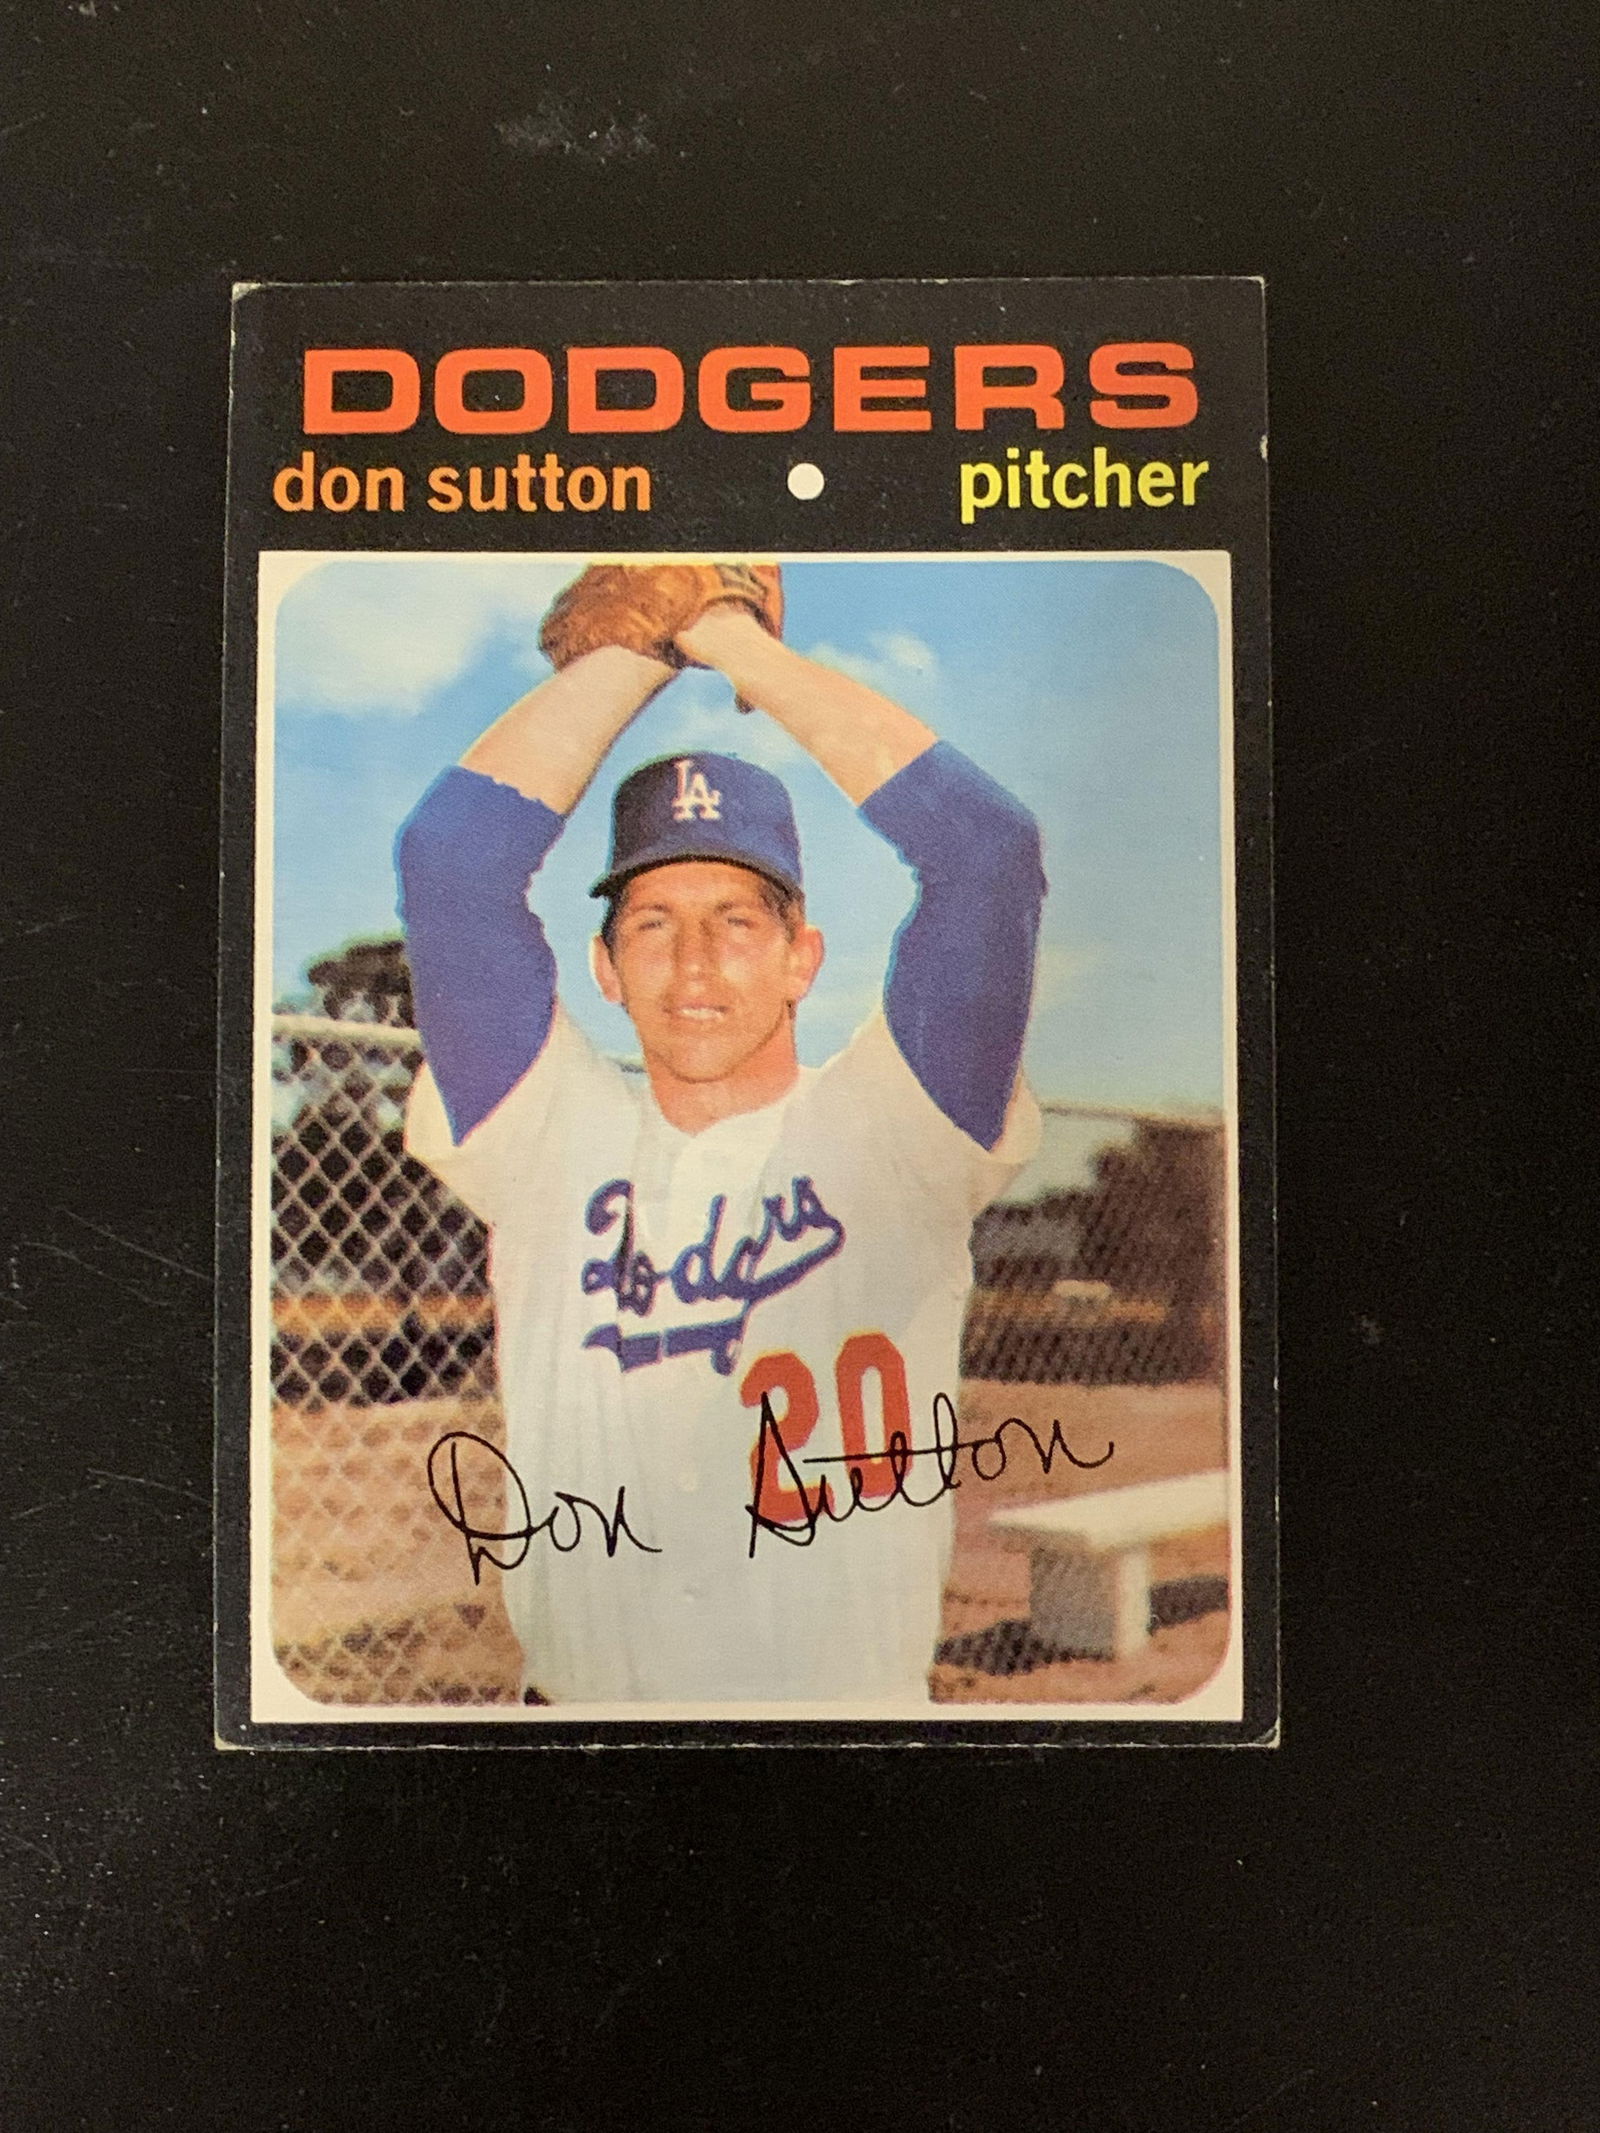 DODGERS
don sutton • pitcher
LA
Dodgers
20
Don Sutton